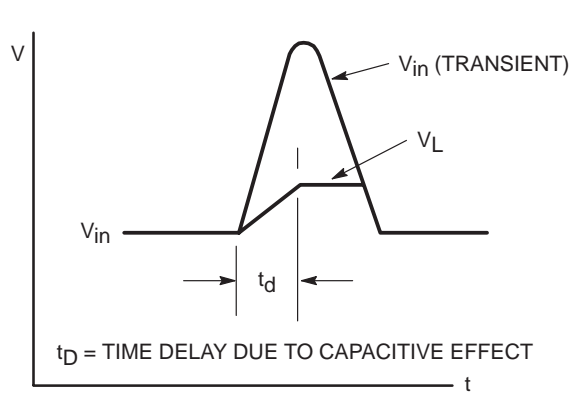 V
Vin (TRANSIENT)
VL
Vin
td
tD = TIME DELAY DUE TO CAPACITIVE EFFECT
t